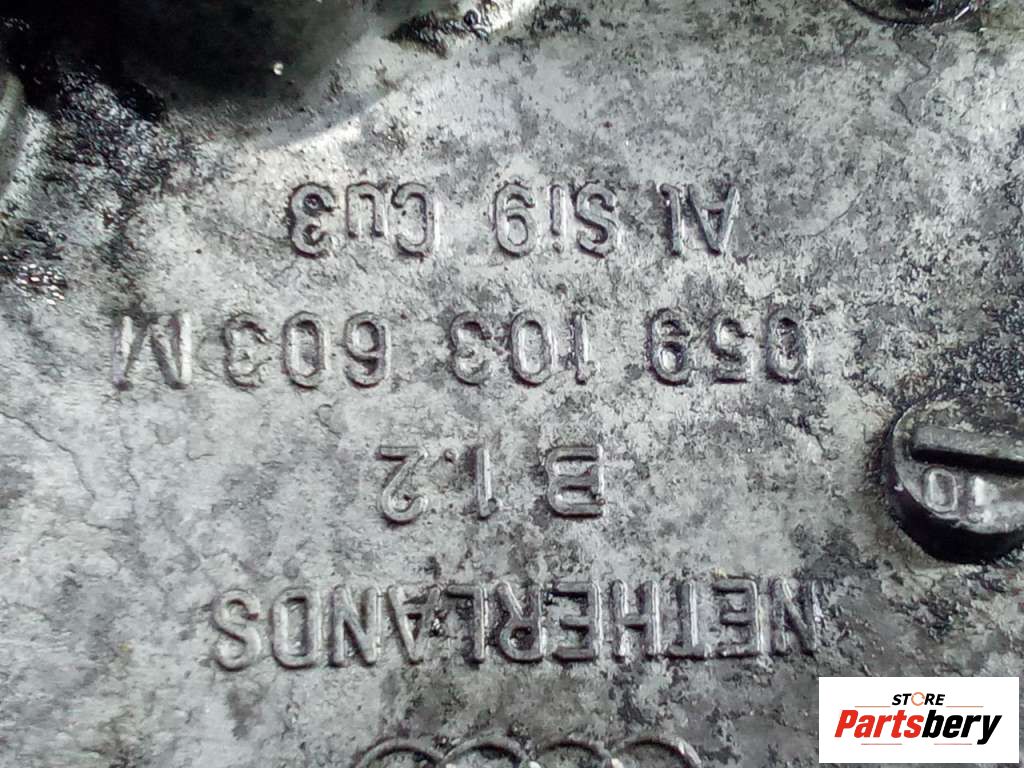 NETHERLANDS
B 1.2
10
059 103 603 M
Al Si9 Cu3
STORE
Partsbery